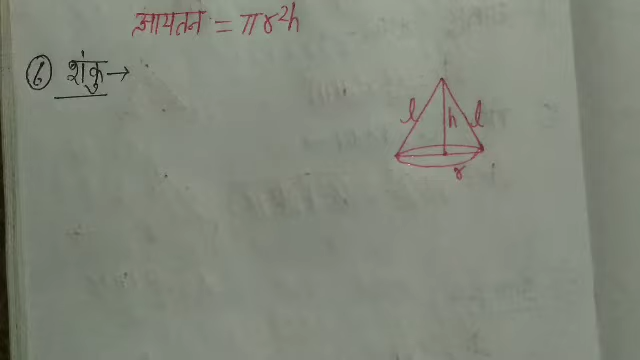 आयतन = πr²h
⑥ शंकु →
l h l
r